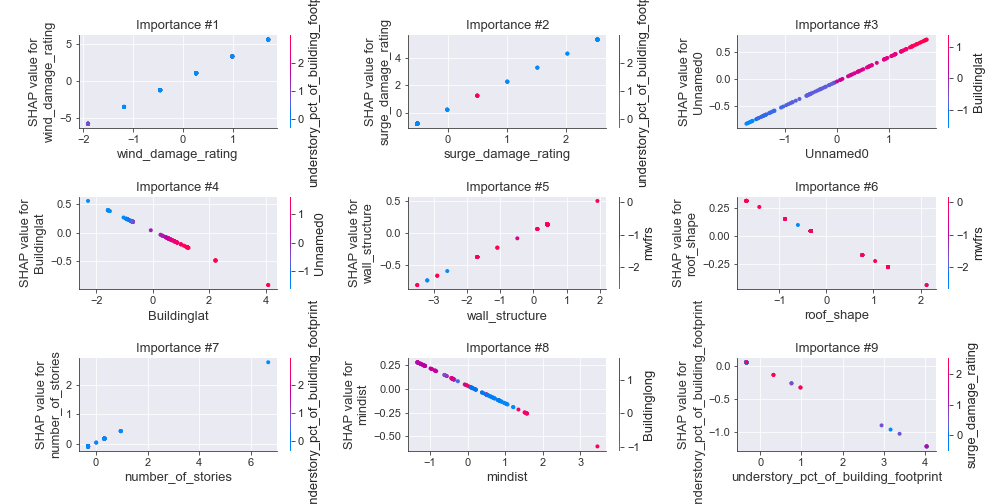 Importance #1
SHAP value for
wind_damage_rating
5
0
−5
−1
0
1
wind_damage_rating
2
1
0
understory_pct_of_building_footprint
Importance #2
SHAP value for
surge_damage_rating
4
2
0
0
1
2
surge_damage_rating
2
1
0
understory_pct_of_building_footprint
Importance #3
SHAP value for
Unnamed0
0.5
0.0
−0.5
−1
0
1
Unnamed0
1
0
−1
Buildinglat
Importance #4
SHAP value for
Buildinglat
0.5
0.0
−0.5
−2
0
2
4
Buildinglat
1
0
−1
Unnamed0
Importance #5
SHAP value for
wall_structure
0.5
0.0
−0.5
−3
−2
−1
0
1
2
wall_structure
0
−1
−2
mwfrs
Importance #6
SHAP value for
roof_shape
0.25
0.00
−0.25
−1
0
1
2
roof_shape
0
−1
−2
mwfrs
Importance #7
SHAP value for
number_of_stories
2
1
0
0
2
4
6
number_of_stories
2
1
0
understory_pct_of_building_footprint
Importance #8
SHAP value for
mindist
0.25
0.00
−0.25
−0.50
−1
0
1
2
3
mindist
1
0
−1
Buildinglong
Importance #9
SHAP value for
understory_pct_of_building_footprint
0.0
−0.5
−1.0
0
1
2
3
4
understory_pct_of_building_footprint
2
1
0
surge_damage_rating